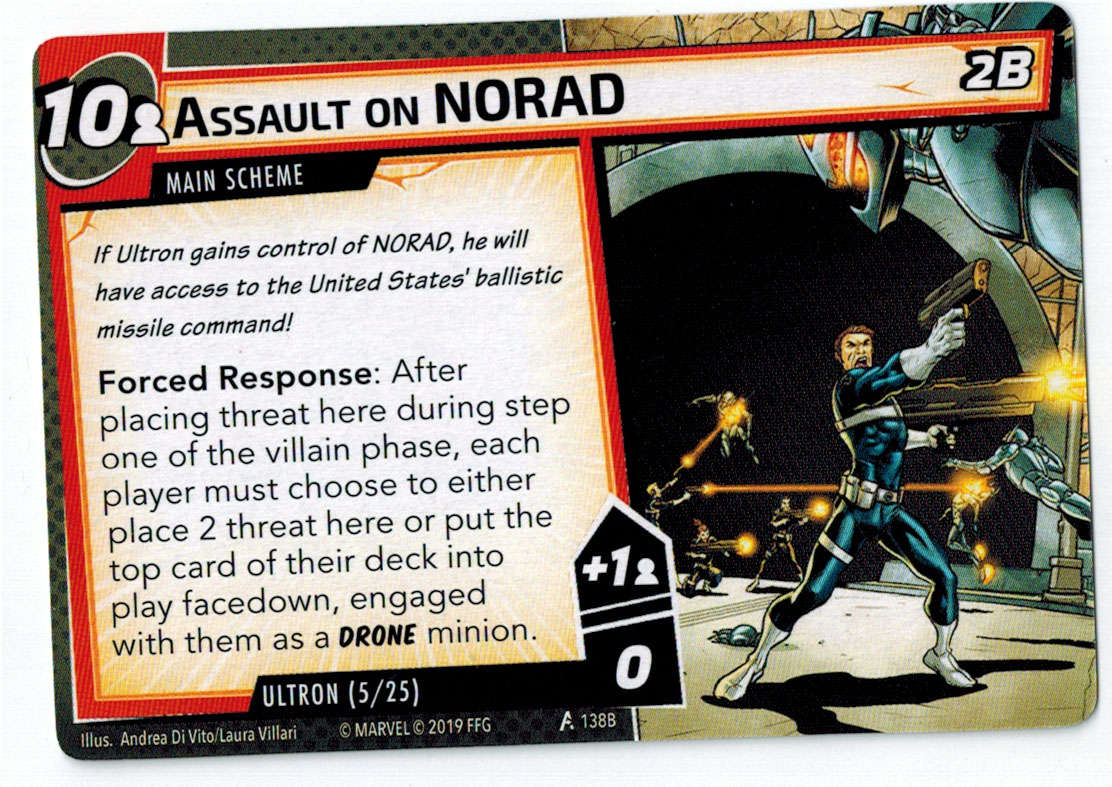 10 ASSAULT ON NORAD 2B
MAIN SCHEME
If Ultron gains control of NORAD, he will
have access to the United States' ballistic
missile command!
Forced Response: After
placing threat here during step
one of the villain phase, each
player must choose to either
place 2 threat here or put the
top card of their deck into
play facedown, engaged
with them as a DRONE minion.
+1
0
ULTRON (5/25)
Illus. Andrea Di Vito/Laura Villari © MARVEL © 2019 FFG 138B